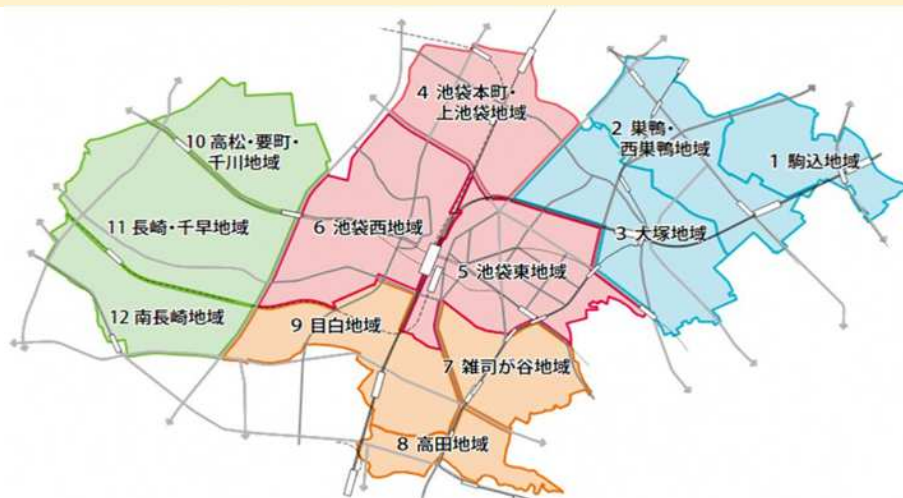 4 池袋本町・
上池袋地域
2 巣鴨・
西巣鴨地域
1 駒込地域
10 高松・要町・
千川地域
11 長崎・千早地域
6 池袋西地域
3 大塚地域
5 池袋東地域
12 南長崎地域
9 目白地域
7 雑司が谷地域
8 高田地域